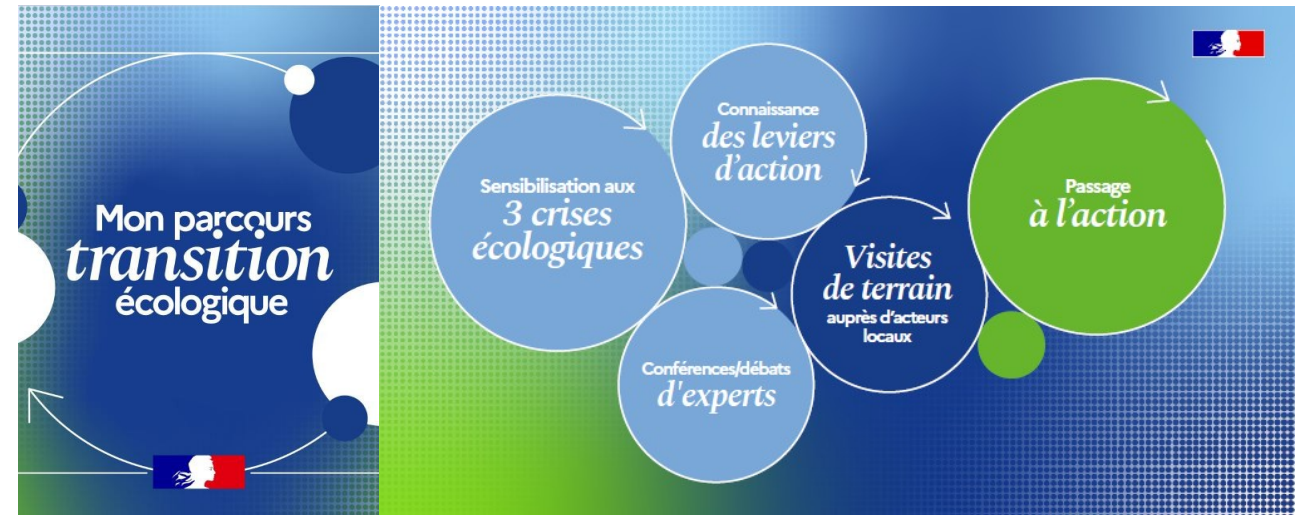 Mon parcours
transition
écologique
Sensibilisation aux
3 crises
écologiques
Connaissance
des leviers
d'action
Conférences/débats
d'experts
Visites
de terrain
auprès d'acteurs
locaux
Passage
à l'action